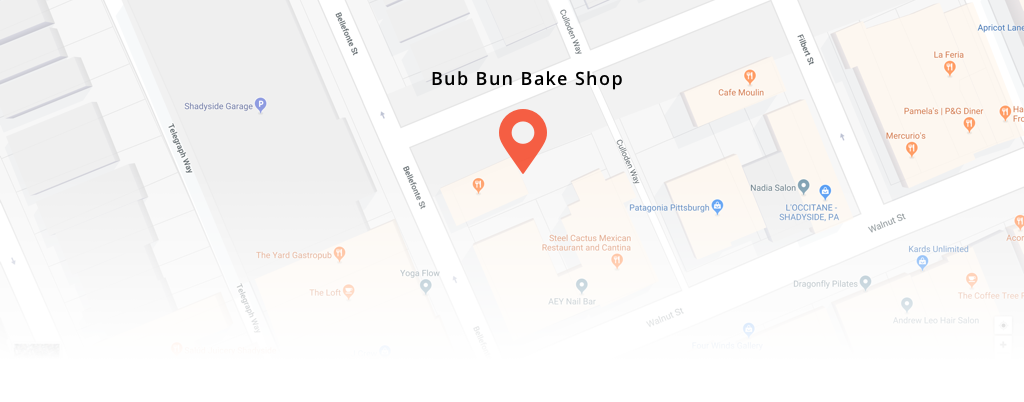 Bellefonte St
Culloden Way
Apricot Lane
Filbert St
La Feria
Bub Bun Bake Shop
Cafe Moulin
Shadyside Garage
P
Pamela's | P&G Diner
Mercurio's
Telegraph Way
Culloden Way
Bellefonte St
Nadia Salon
Patagonia Pittsburgh
L'OCCITANE -
SHADYSIDE, PA
Walnut St
Steel Cactus Mexican
Restaurant and Cantina
The Yard Gastropub
Kards Unlimited
Yoga Flow
Dragonfly Pilates
The Loft
The Coffee Tree
AEY Nail Bar
Telegraph Way
Andrew Leo Hair Salon
Walnut St